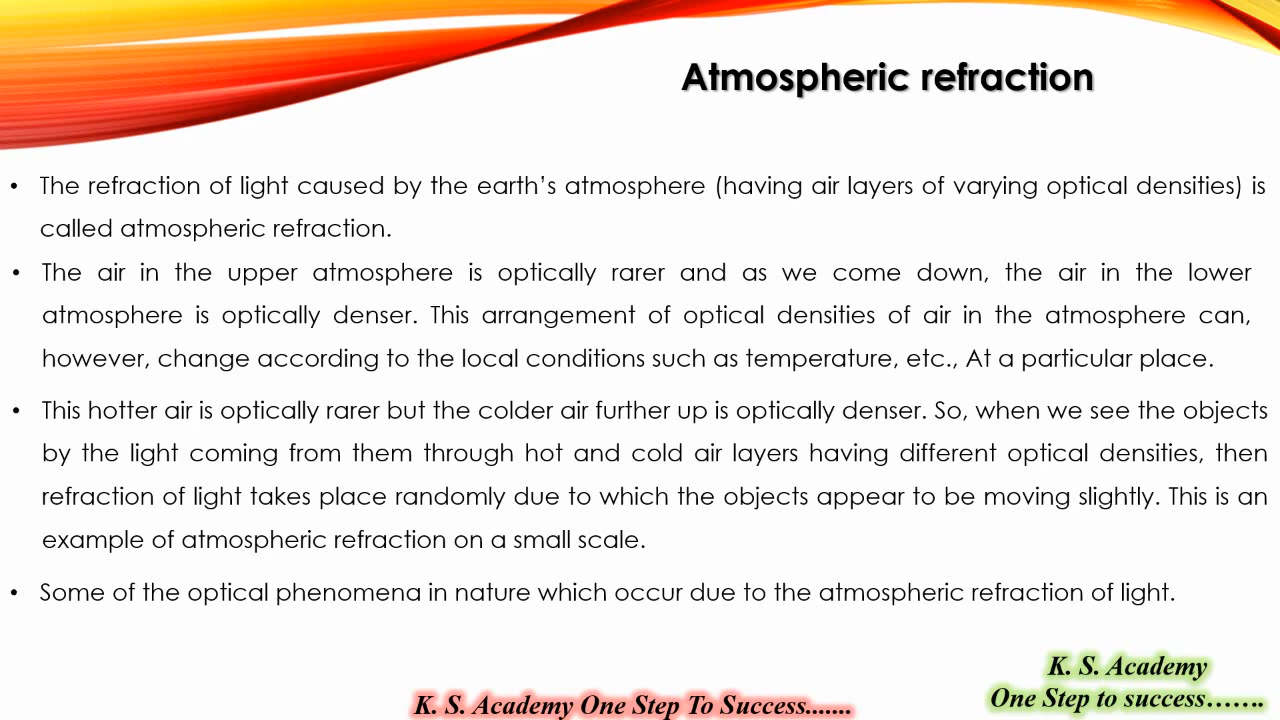 Atmospheric refraction
• The refraction of light caused by the earth’s atmosphere (having air layers of varying optical densities) is
called atmospheric refraction.
• The air in the upper atmosphere is optically rarer and as we come down, the air in the lower
atmosphere is optically denser. This arrangement of optical densities of air in the atmosphere can,
however, change according to the local conditions such as temperature, etc., At a particular place.
• This hotter air is optically rarer but the colder air further up is optically denser. So, when we see the objects
by the light coming from them through hot and cold air layers having different optical densities, then
refraction of light takes place randomly due to which the objects appear to be moving slightly. This is an
example of atmospheric refraction on a small scale.
• Some of the optical phenomena in nature which occur due to the atmospheric refraction of light.
K. S. Academy
One Step to success…….
K. S. Academy One Step To Success.......